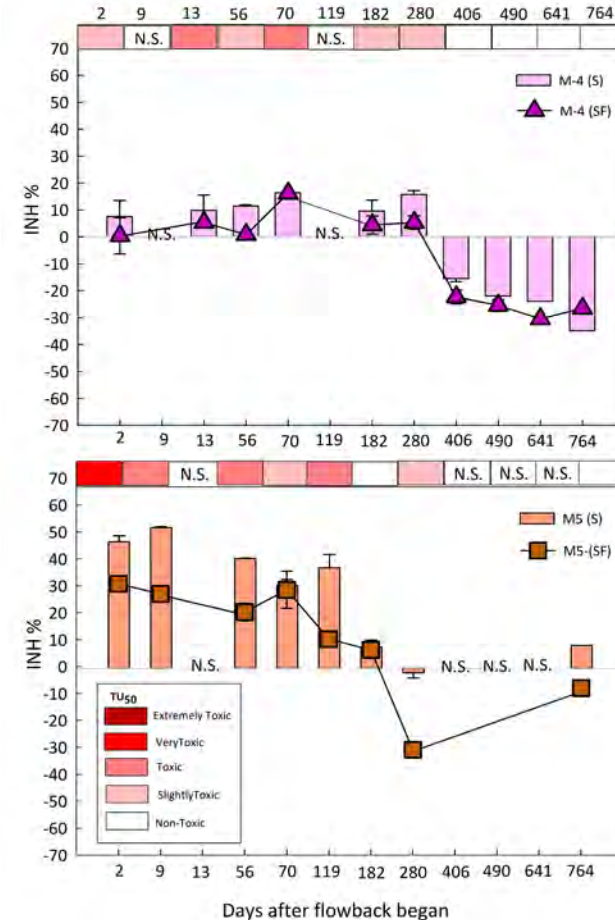 2 9 13 56 70 119 182 280 406 490 641 764
N.S. N.S.
70
60
50
40
30
20
10
0
-10
-20
-30
-40
-50
-60
-70
INH %
M-4 (S)
M-4 (SF)
N.S. N.S.
2 9 13 56 70 119 182 280 406 490 641 764
N.S. N.S. N.S. N.S.
70
60
50
40
30
20
10
0
-10
-20
-30
-40
-50
-60
-70
INH %
M5 (S)
M5-(SF)
N.S. N.S. N.S. N.S.
TU50
Extremely Toxic
VeryToxic
Toxic
SlightlyToxic
Non-Toxic
2 9 13 56 70 119 182 280 406 490 641 764
Days after flowback began